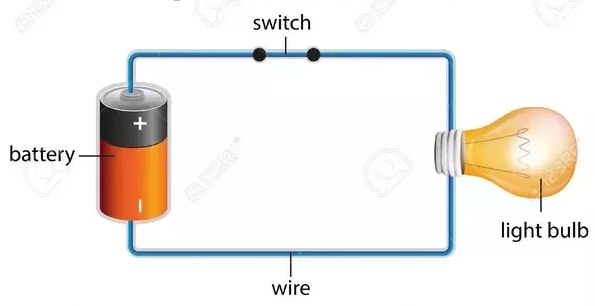 switch
+
battery
light bulb
wire